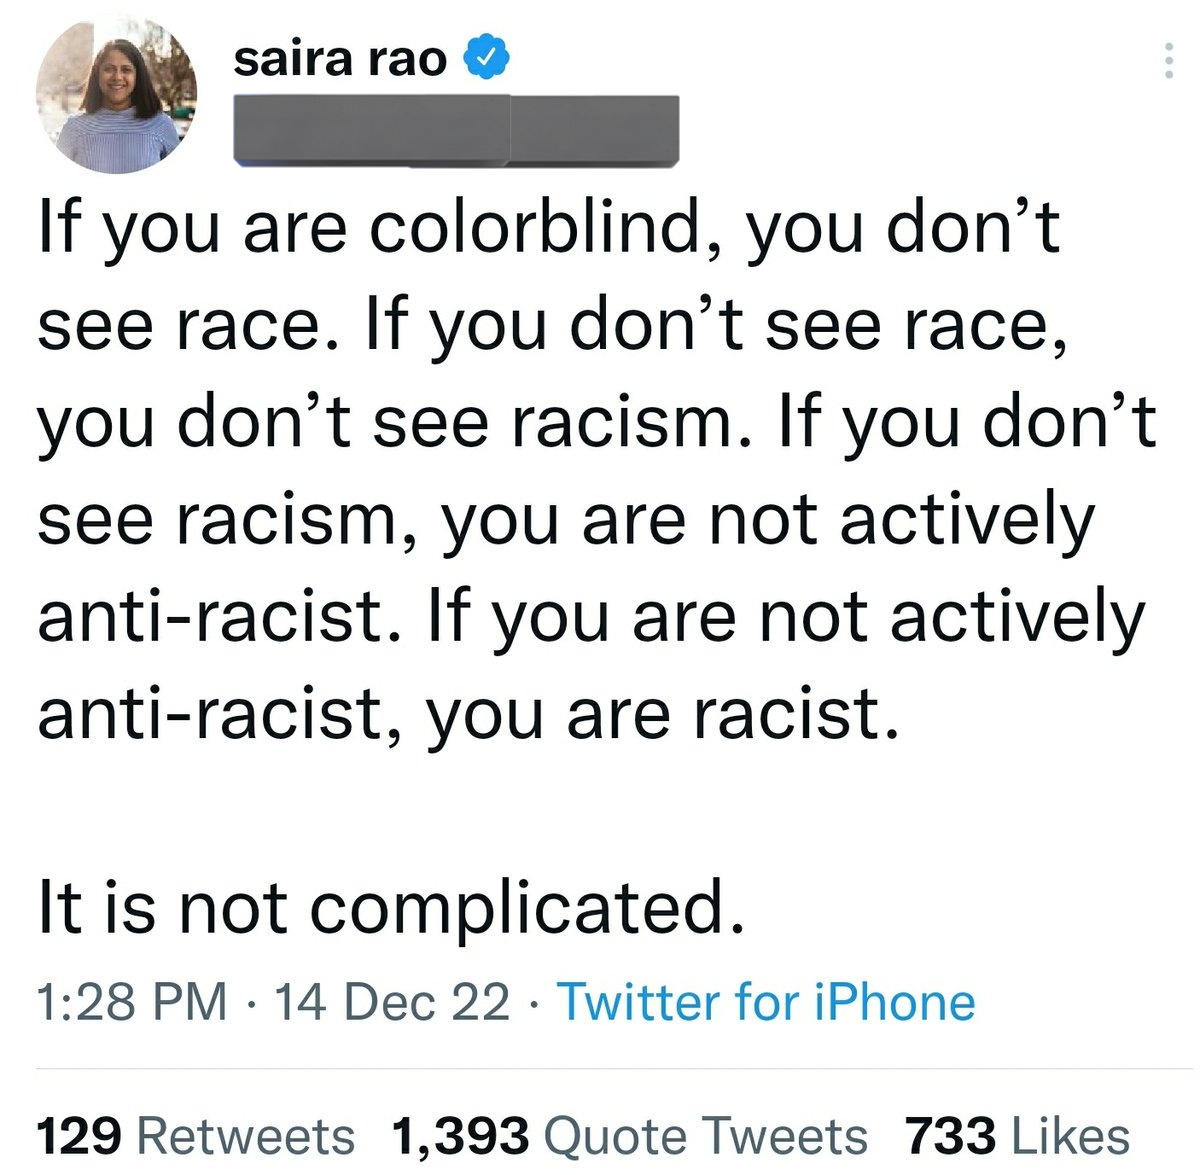 saira rao
If you are colorblind, you don’t
see race. If you don’t see race,
you don’t see racism. If you don’t
see racism, you are not actively
anti-racist. If you are not actively
anti-racist, you are racist.
It is not complicated.
1:28 PM · 14 Dec 22 · Twitter for iPhone
129 Retweets 1,393 Quote Tweets 733 Likes